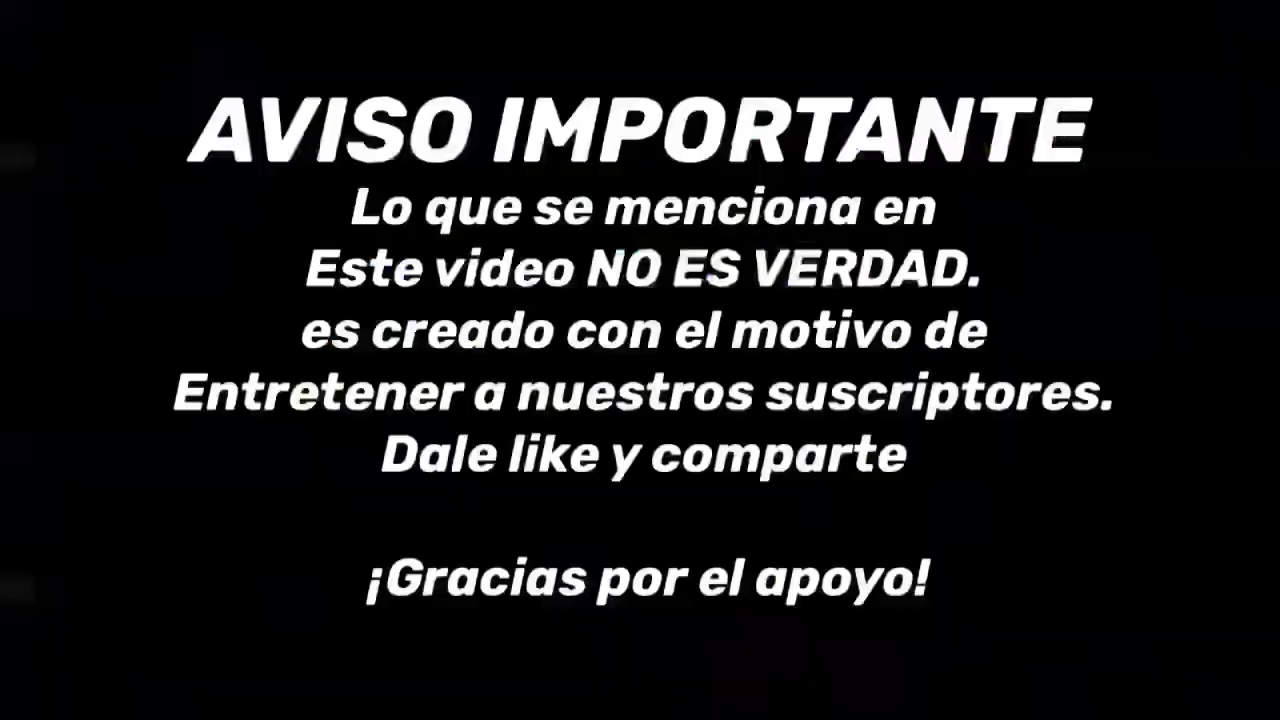 AVISO IMPORTANTE
Lo que se menciona en
Este video NO ES VERDAD.
es creado con el motivo de
Entretener a nuestros suscriptores.
Dale like y comparte
¡Gracias por el apoyo!